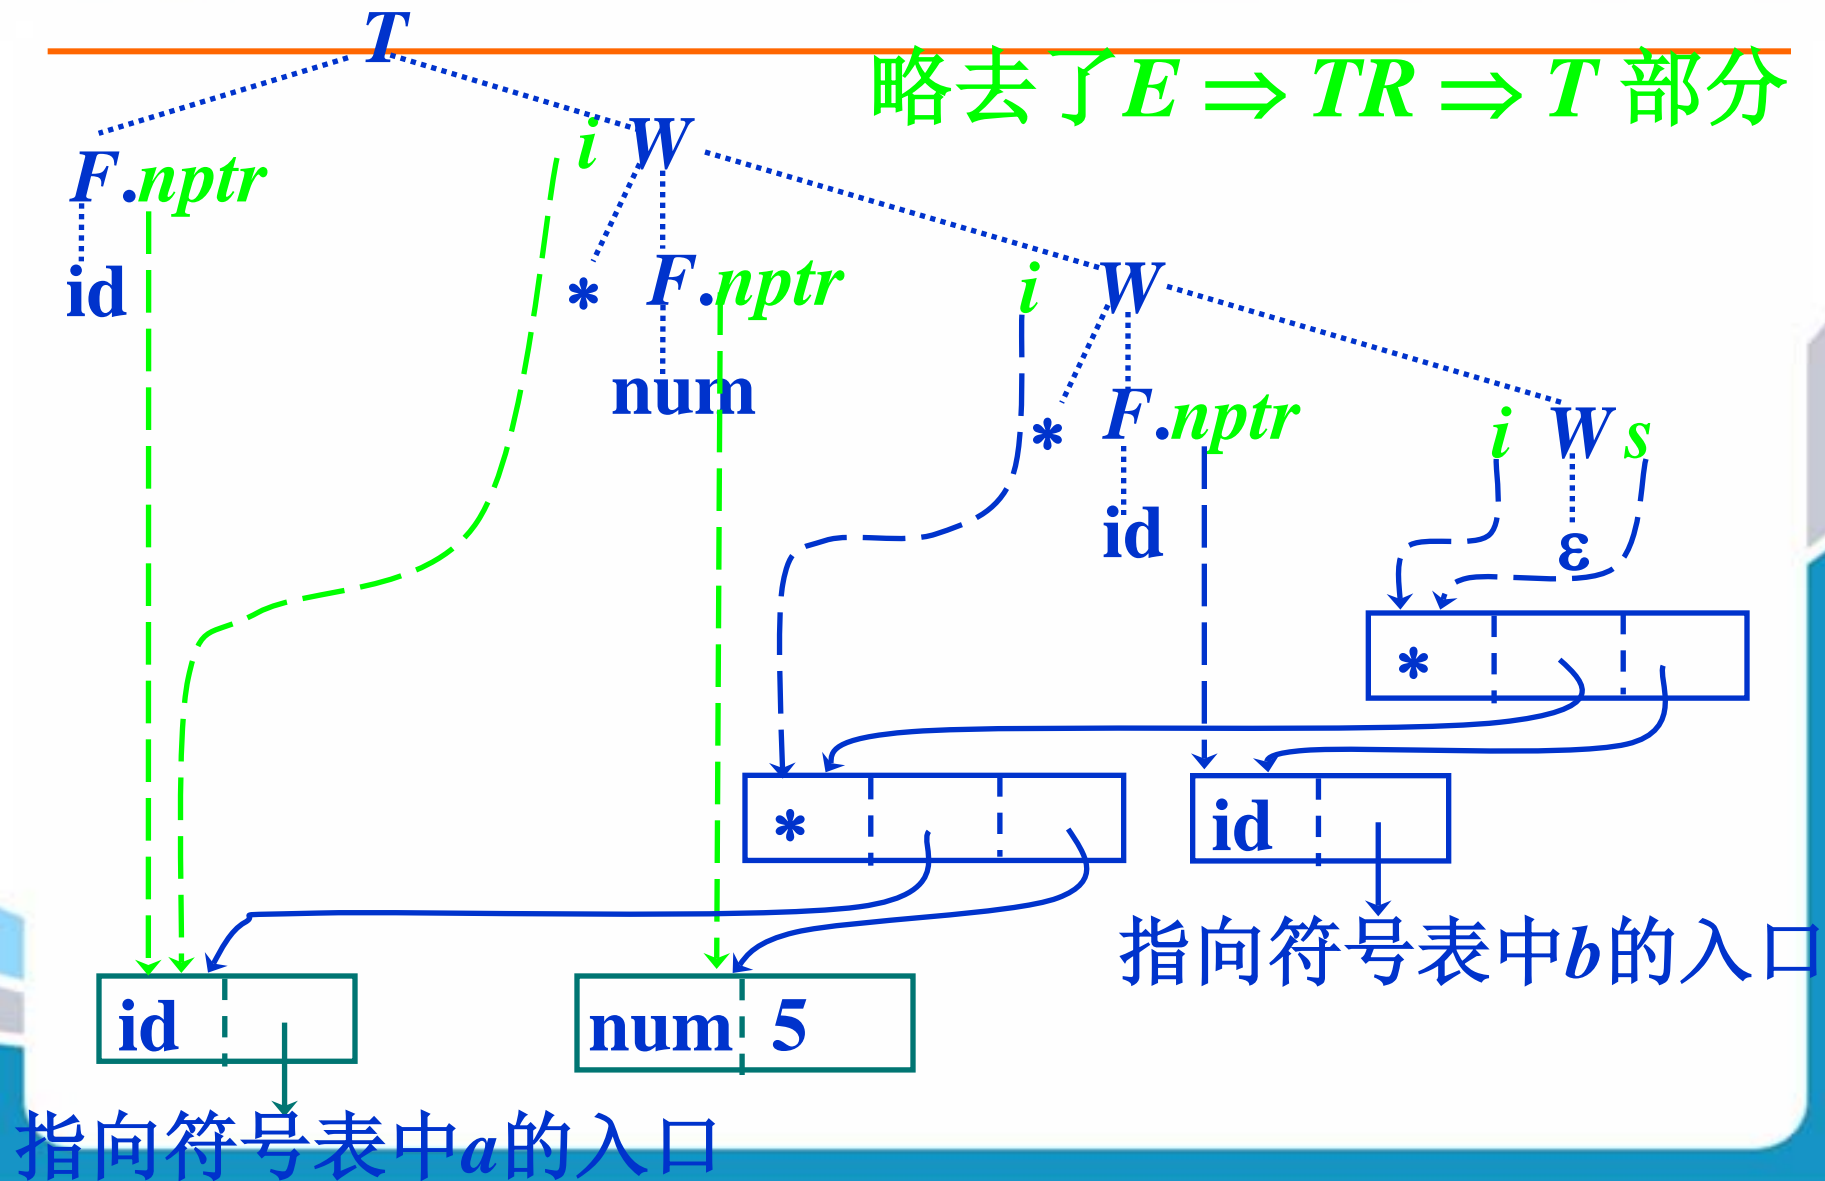 T
略去了E ⇒ TR ⇒ T 部分
i W
F.nptr
id
* F.nptr
i W
num
* F.nptr
i W s
id
ε
*
*
id
指向符号表中b的入口
id
num 5
指向符号表中a的入口